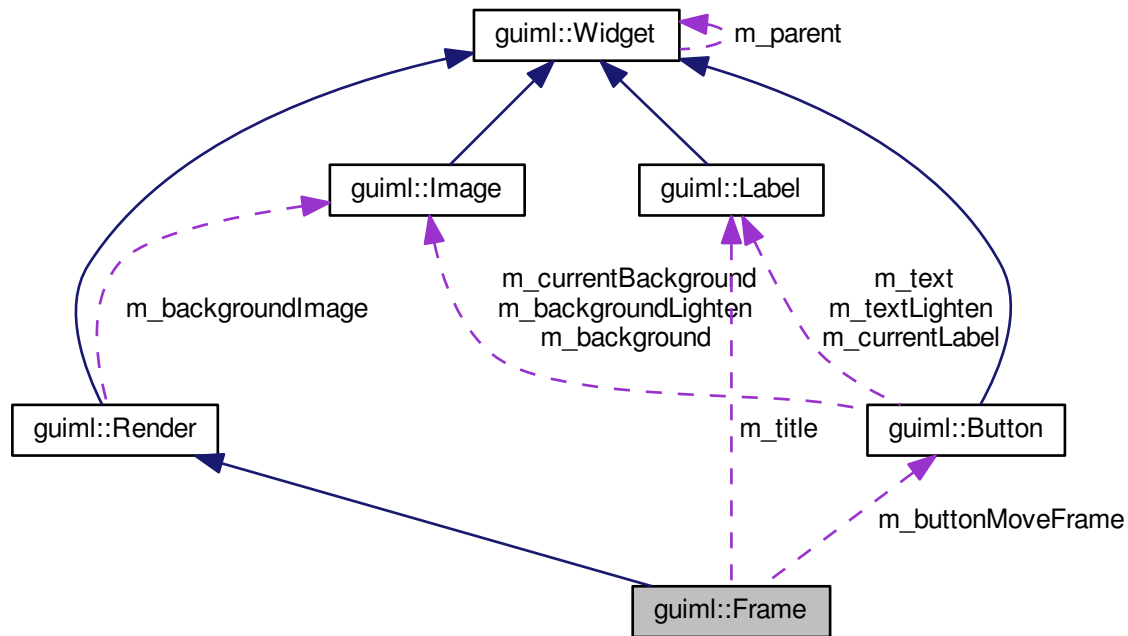 guiml::Widget
m_parent
guiml::Image
guiml::Label
m_backgroundImage
m_currentBackground
m_backgroundLighten
m_background
m_text
m_textLighten
m_currentLabel
guiml::Render
m_title
guiml::Button
m_buttonMoveFrame
guiml::Frame